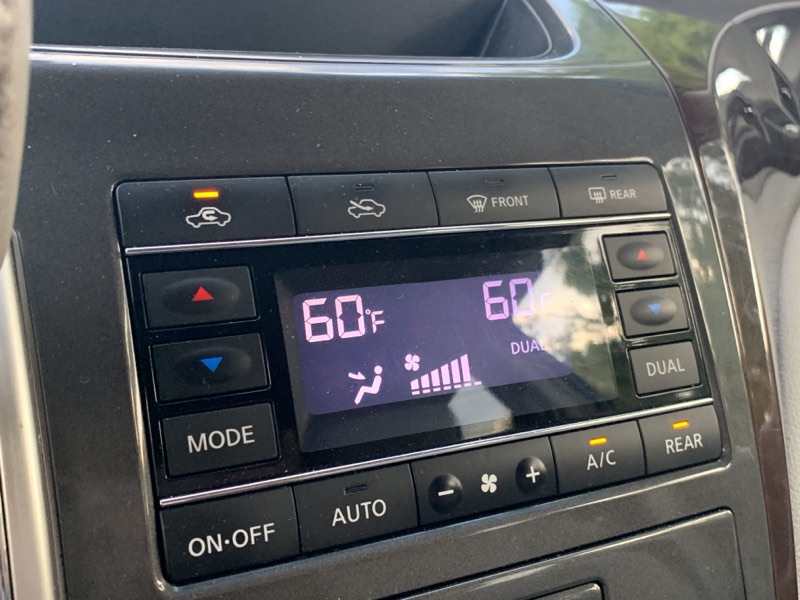 FRONT
REAR
60°F
60°F
DUAL
DUAL
MODE
ON•OFF
AUTO
- +
A/C
REAR